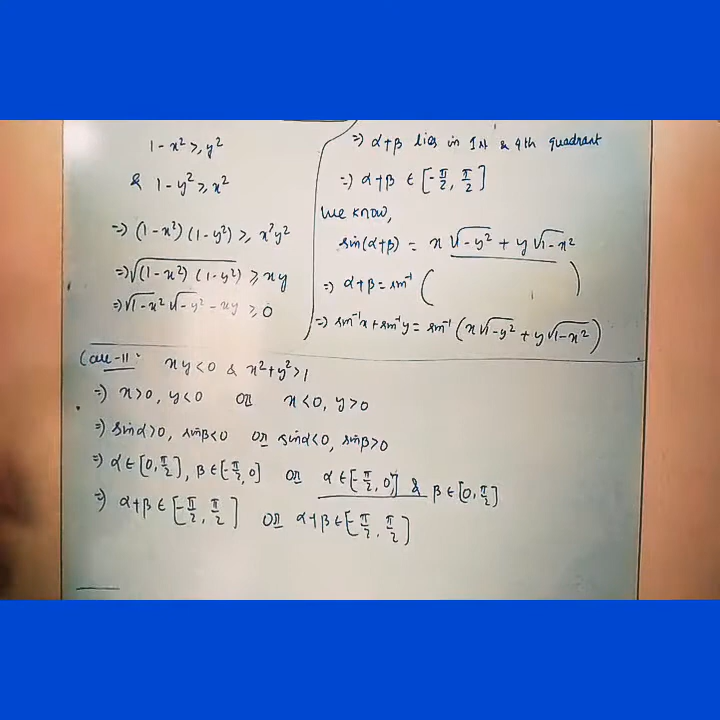 1-x² ≥ y²
& 1-y² ≥ x²
⇒ (1-x²)(1-y²) ≥ x²y²
⇒ √(1-x²)(1-y²) ≥ xy
⇒ √1-x² √1-y² - xy ≥ 0
⇒ α+β lies in 1st & 4th quadrant
⇒ α+β ∈ [-π/2, π/2]
We know,
sin(α+β) = x√1-y² + y√1-x²
⇒ α+β = sin⁻¹( )
⇒ sin⁻¹x + sin⁻¹y = sin⁻¹(x√1-y² + y√1-x²)
Case-II: xy<0 & x²+y²>1
⇒ x>0, y<0 or x<0, y>0
⇒ sinα>0, sinβ<0 or sinα<0, sinβ>0
⇒ α∈[0,π/2], β∈[-π/2,0] or α∈[-π/2,0] & β∈[0,π/2]
⇒ α+β∈[-π/2, π/2] or α+β∈[-π/2, π/2]